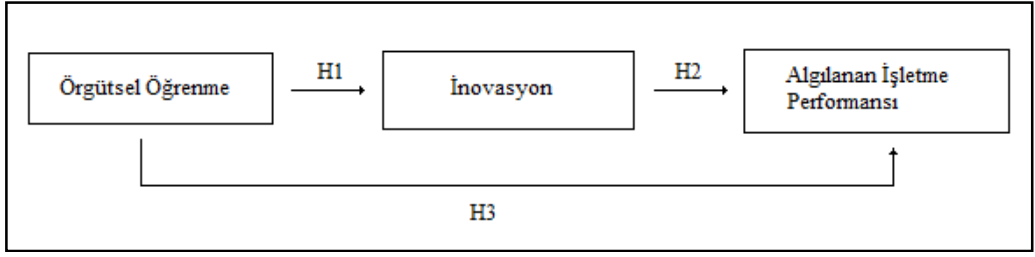 Örgütsel Öğrenme
H1
İnovasyon
H2
Algılanan İşletme
Performansı
H3